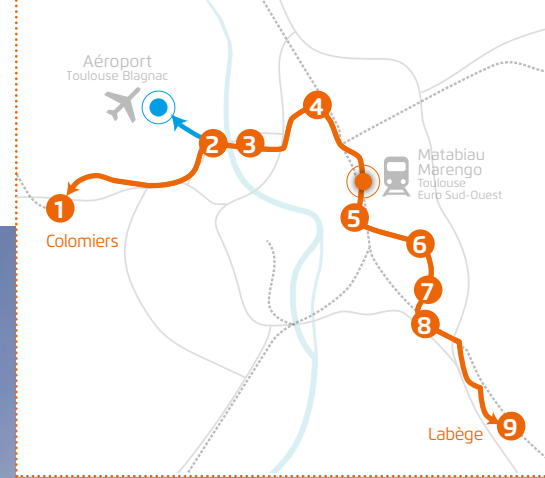 Aéroport
Toulouse Blagnac
4
2
3
Matabiau
Marengo
Toulouse
Euro Sud-Ouest
1
5
Colomiers
6
7
8
Labège
9